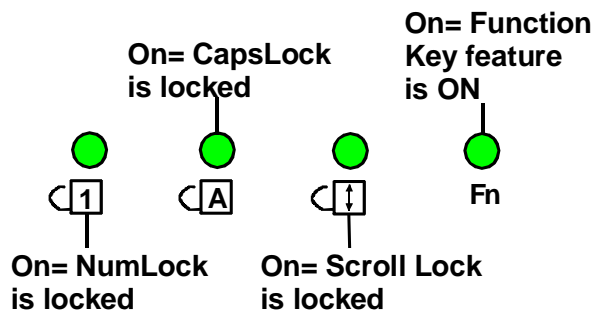 On= Function
Key feature
is ON
On= CapsLock
is locked
1
A
Fn
On= NumLock
is locked
On= Scroll Lock
is locked